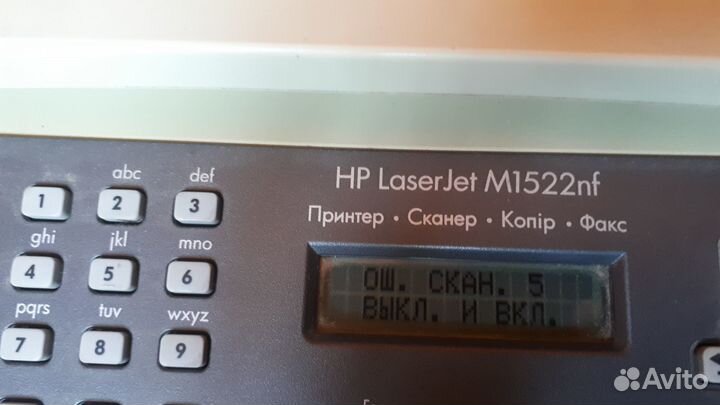 HP LaserJet M1522nf
Принтер • Сканер • Копір • Факс
ОШ. СКАН. 5
ВЫКЛ. И ВКЛ.
abc def
1 2 3
ghi jkl mno
4 5 6
pqrs tuv wxyz
7 8 9
Avito